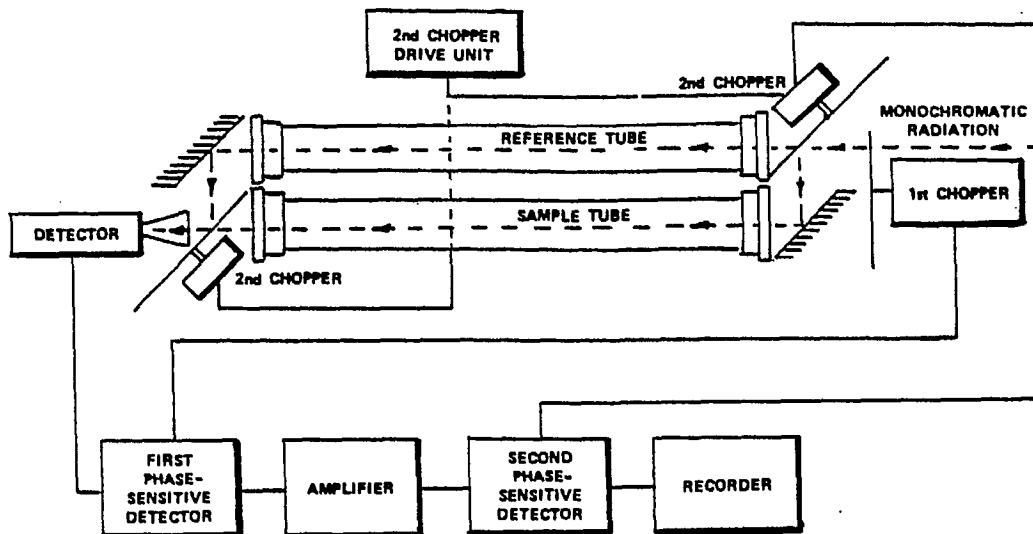 2nd CHOPPER
DRIVE UNIT
2nd CHOPPER
MONOCHROMATIC
RADIATION
REFERENCE TUBE
1st CHOPPER
SAMPLE TUBE
DETECTOR
2nd CHOPPER
FIRST
PHASE-
SENSITIVE
DETECTOR
AMPLIFIER
SECOND
PHASE-
SENSITIVE
DETECTOR
RECORDER